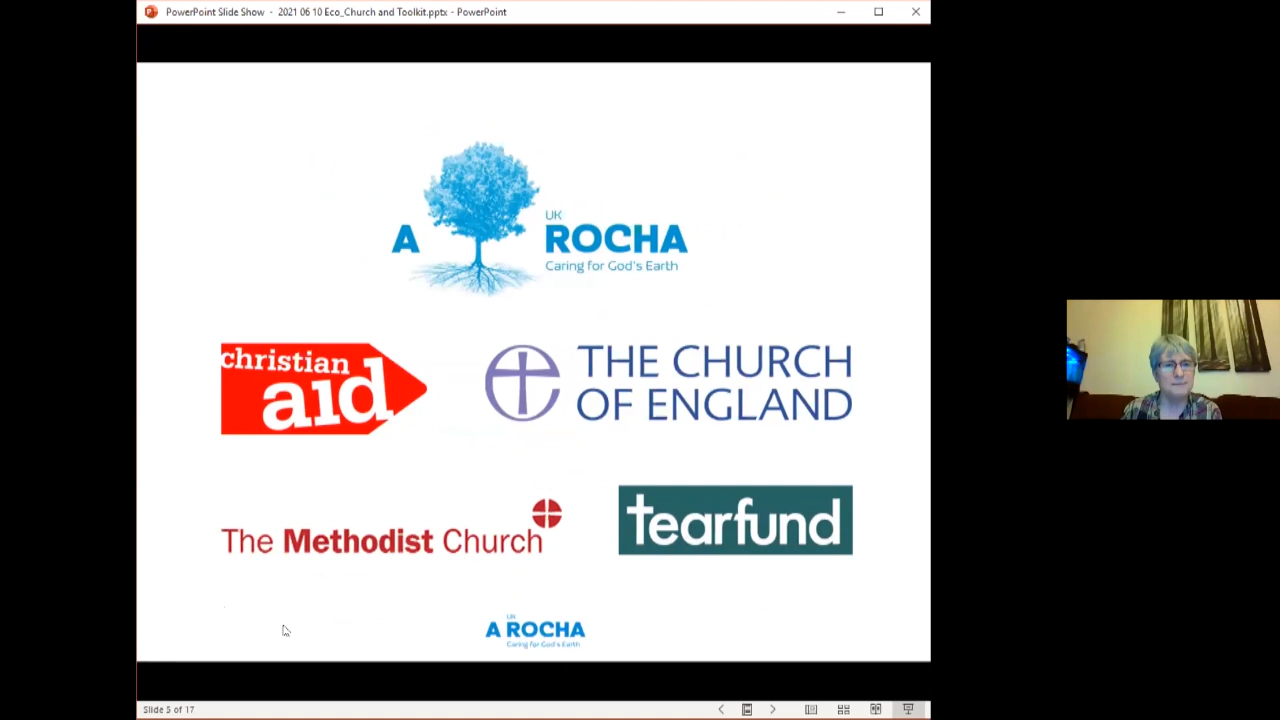 PowerPoint Slide Show - 2021 06 10 Eco_Church and Toolkit.pptx - PowerPoint
UK
A ROCHA
Caring for God's Earth
christian
aid
THE CHURCH
OF ENGLAND
The Methodist Church
tearfund
UK
A ROCHA
Caring for God's Earth
Slide 5 of 17